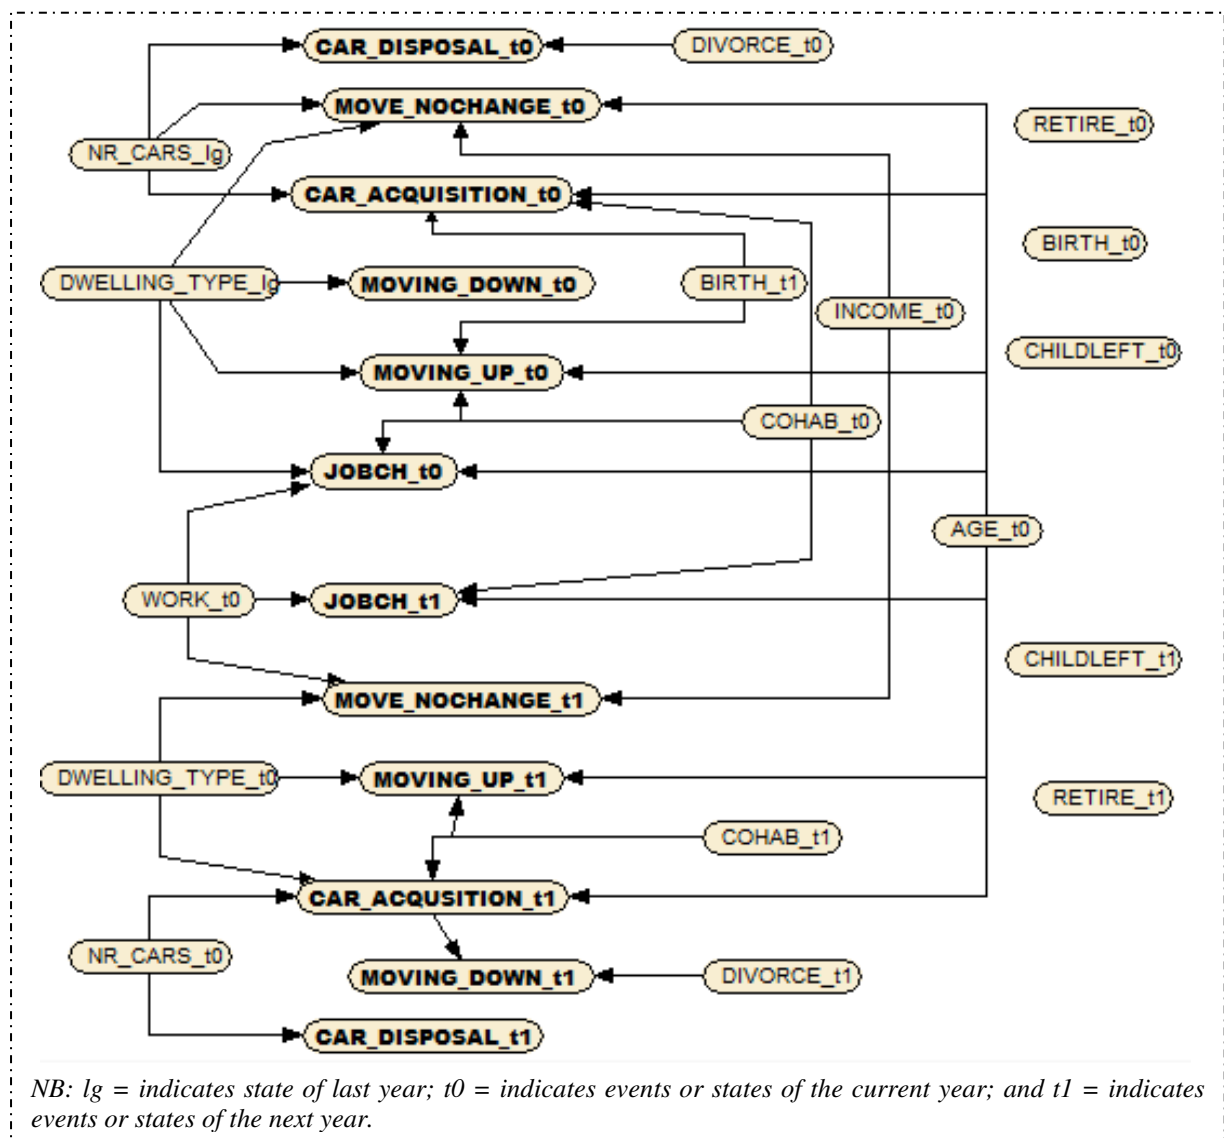 CAR_DISPOSAL_t0
DIVORCE_t0
MOVE_NOCHANGE_t0
RETIRE_t0
NR_CARS_lg
CAR_ACQUISITION_t0
BIRTH_t0
DWELLING_TYPE_lg
MOVING_DOWN_t0
BIRTH_t1
INCOME_t0
CHILDLEFT_t0
MOVING_UP_t0
COHAB_t0
JOBCH_t0
AGE_t0
WORK_t0
JOBCH_t1
CHILDLEFT_t1
MOVE_NOCHANGE_t1
DWELLING_TYPE_t0
MOVING_UP_t1
RETIRE_t1
COHAB_t1
CAR_ACQUSITION_t1
NR_CARS_t0
MOVING_DOWN_t1
DIVORCE_t1
CAR_DISPOSAL_t1
NB: lg = indicates state of last year; t0 = indicates events or states of the current year; and t1 = indicates
events or states of the next year.